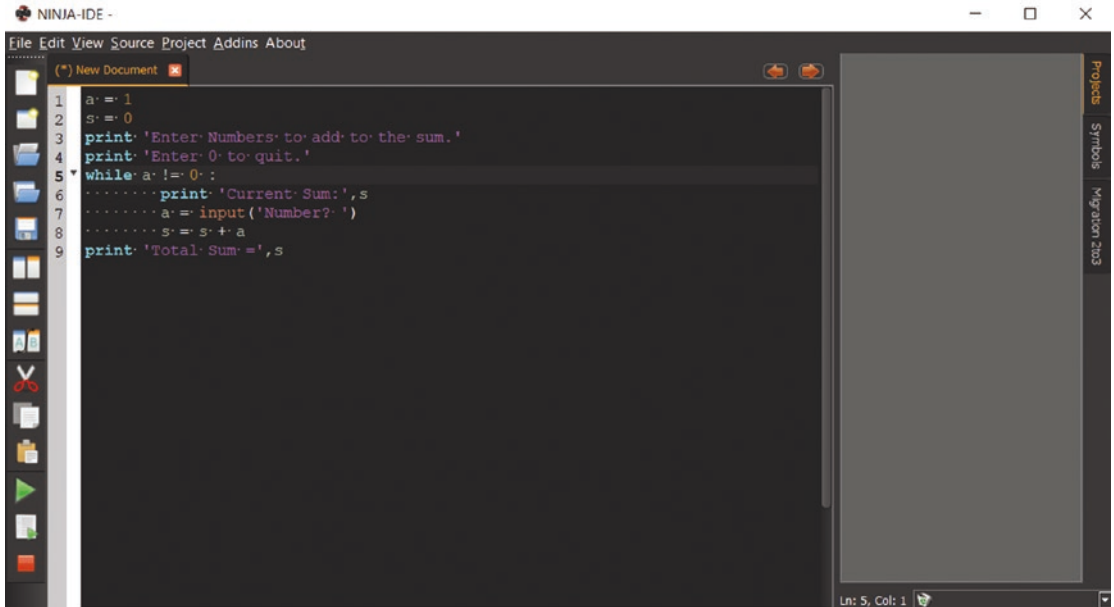 NINJA-IDE -
File Edit View Source Project Addins About
(*) New Document
1 a = 1
2 s = 0
3 print 'Enter Numbers to add to the sum.'
4 print 'Enter 0 to quit.'
5 while a != 0 :
6         print 'Current Sum:',s
7         a = input('Number? ')
8         s = s + a
9 print 'Total Sum =',s
Projects
Symbols
Migration 2to3
A B
Ln: 5, Col: 1